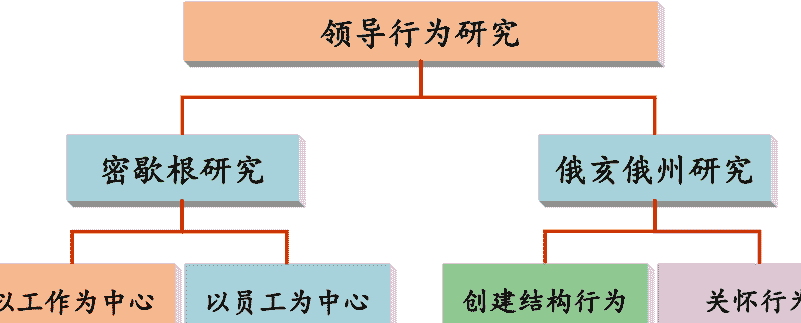 领导行为研究
密歇根研究
俄亥俄州研究
以工作为中心
以员工为中心
创建结构行为
关怀行为